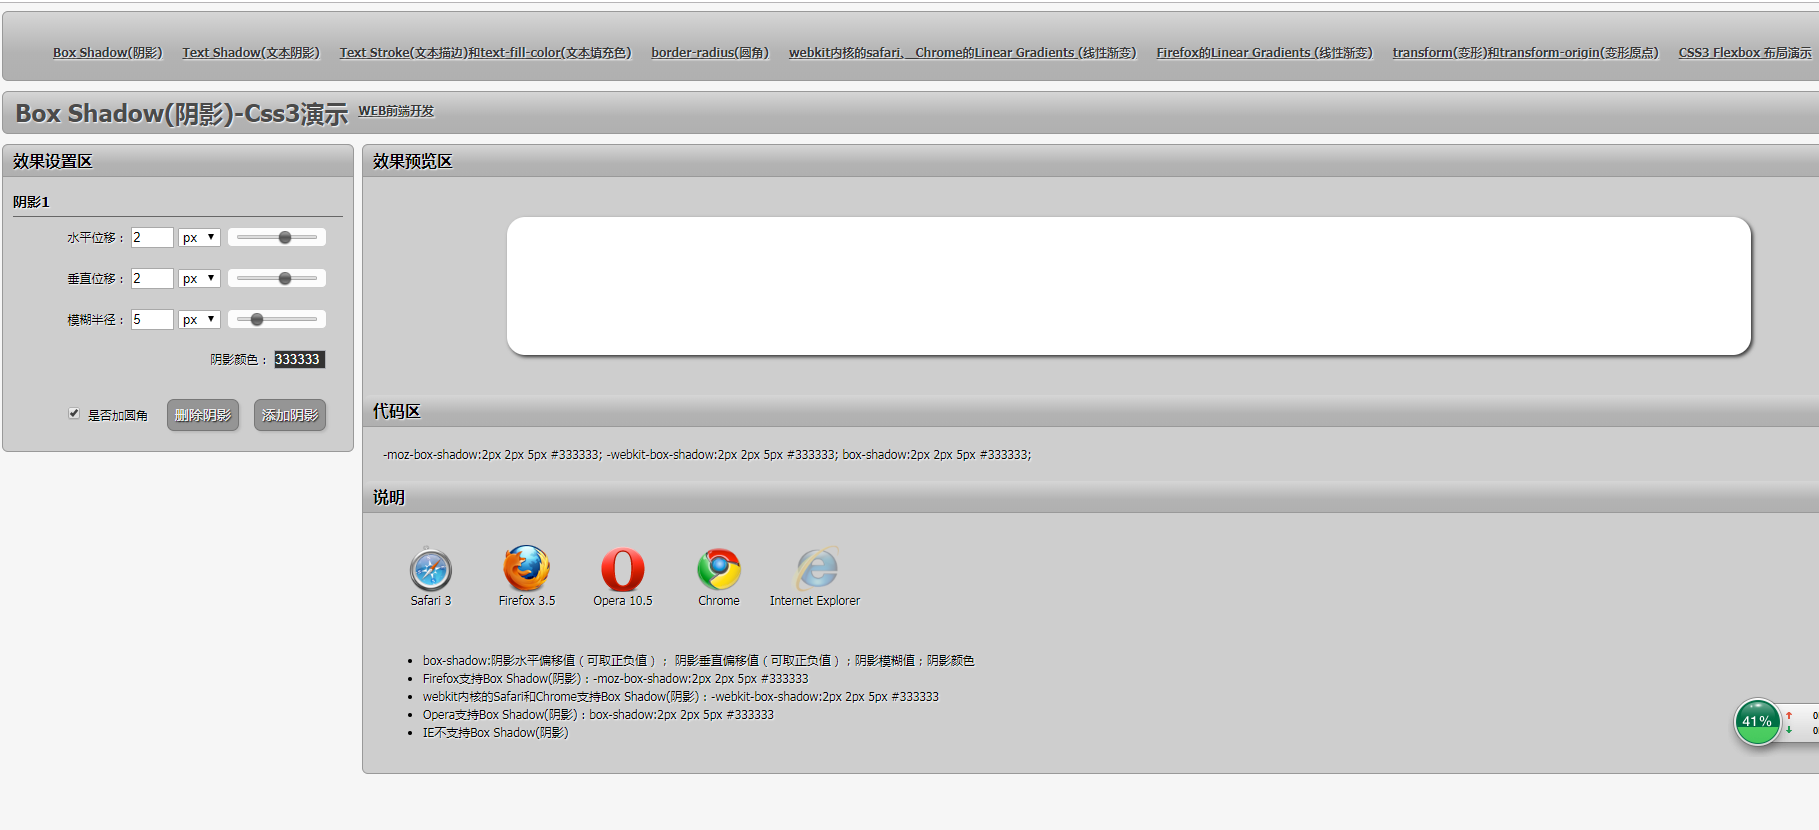 Box Shadow(阴影) Text Shadow(文本阴影) Text Stroke(文本描边)和text-fill-color(文本填充色) border-radius(圆角) webkit内核的safari、Chrome的Linear Gradients (线性渐变) Firefox的Linear Gradients (线性渐变) transform(变形)和transform-origin(变形原点) CSS3 Flexbox 布局演示
Box Shadow(阴影)-Css3演示 WEB前端开发
效果设置区
阴影1
水平位移： 2 px
垂直位移： 2 px
模糊半径： 5 px
阴影颜色： 333333
是否加圆角 删除阴影 添加阴影
效果预览区
代码区
-moz-box-shadow:2px 2px 5px #333333; -webkit-box-shadow:2px 2px 5px #333333; box-shadow:2px 2px 5px #333333;
说明
Safari 3 Firefox 3.5 Opera 10.5 Chrome Internet Explorer
box-shadow:阴影水平偏移值（可取正负值）； 阴影垂直偏移值（可取正负值）；阴影模糊值；阴影颜色
Firefox支持Box Shadow(阴影)：-moz-box-shadow:2px 2px 5px #333333
webkit内核的Safari和Chrome支持Box Shadow(阴影)：-webkit-box-shadow:2px 2px 5px #333333
Opera支持Box Shadow(阴影)：box-shadow:2px 2px 5px #333333
IE不支持Box Shadow(阴影)
41%